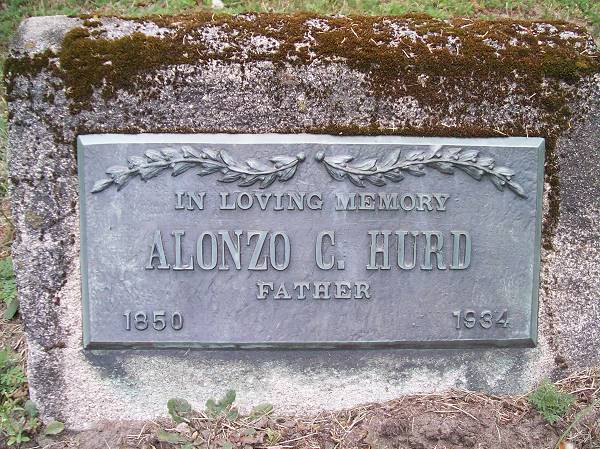 IN LOVING MEMORY
ALONZO C. HURD
FATHER
1850 1934